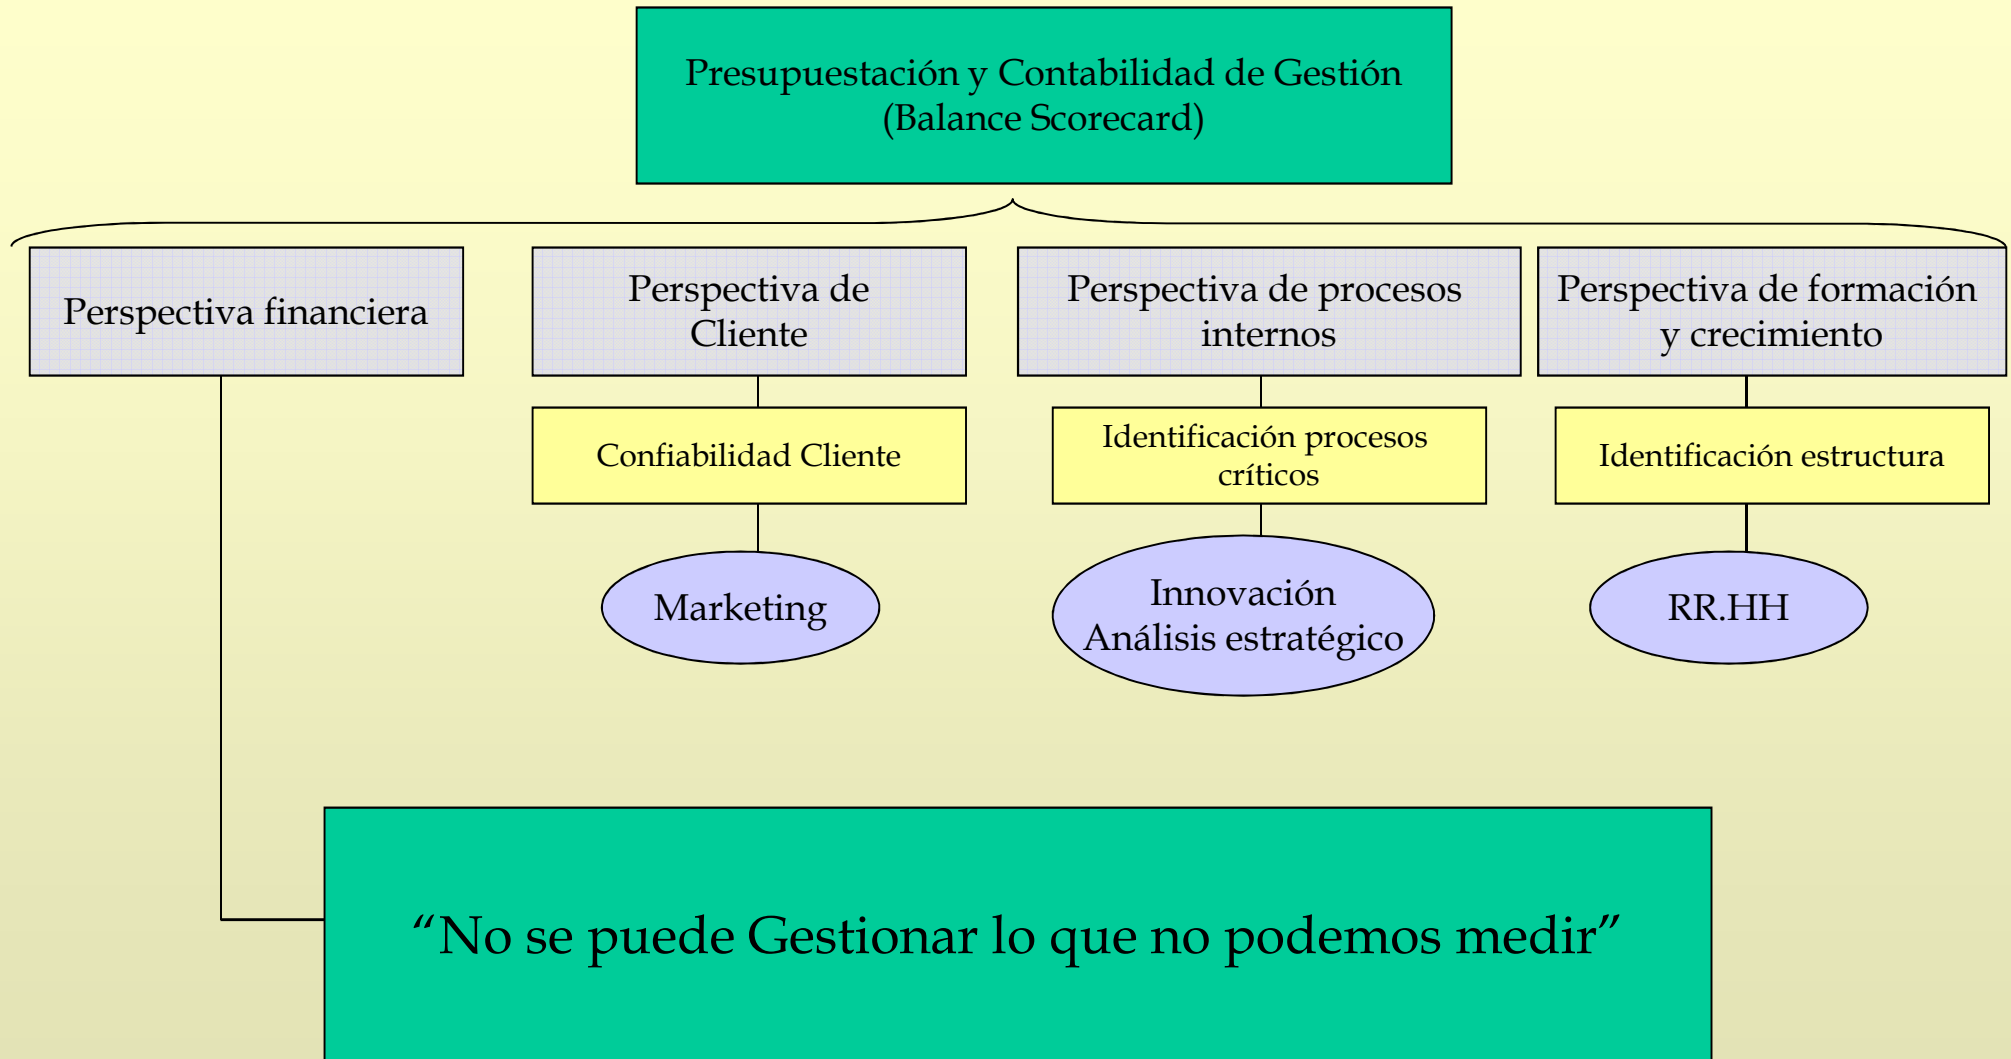 Presupuestación y Contabilidad de Gestión
(Balance Scorecard)
Perspectiva financiera
Perspectiva de
Cliente
Perspectiva de procesos
internos
Perspectiva de formación
y crecimiento
Confiabilidad Cliente
Identificación procesos
críticos
Identificación estructura
Marketing
Innovación
Análisis estratégico
RR.HH
“No se puede Gestionar lo que no podemos medir”